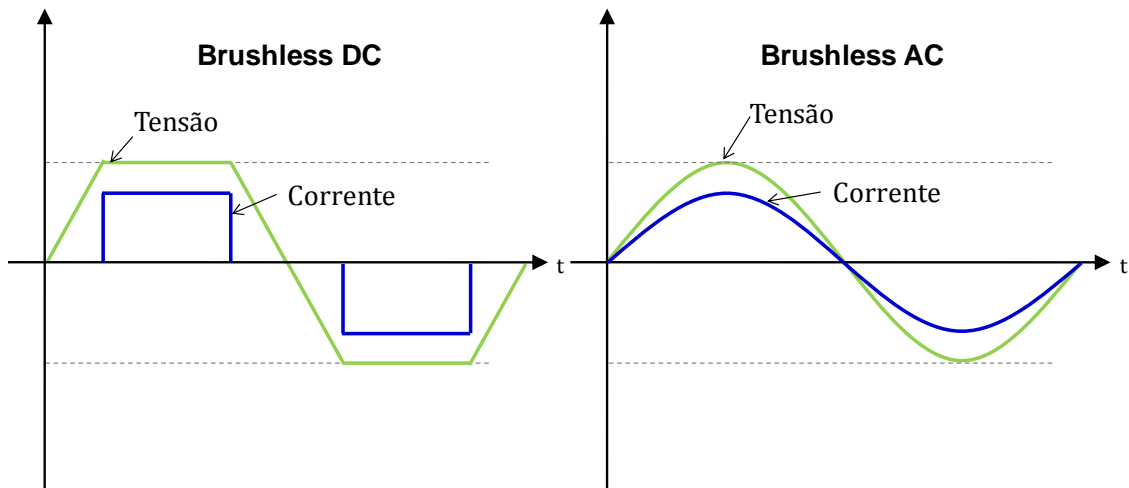 Brushless DC
Tensão
Corrente
t
Brushless AC
Tensão
Corrente
t